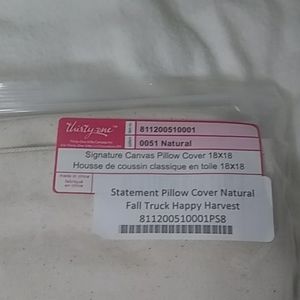 thirty-one
811200510001
0051 Natural
Signature Canvas Pillow Cover 18X18
Housse de coussin classique en toile 18X18
Statement Pillow Cover Natural
Fall Truck Happy Harvest
811200510001PS8